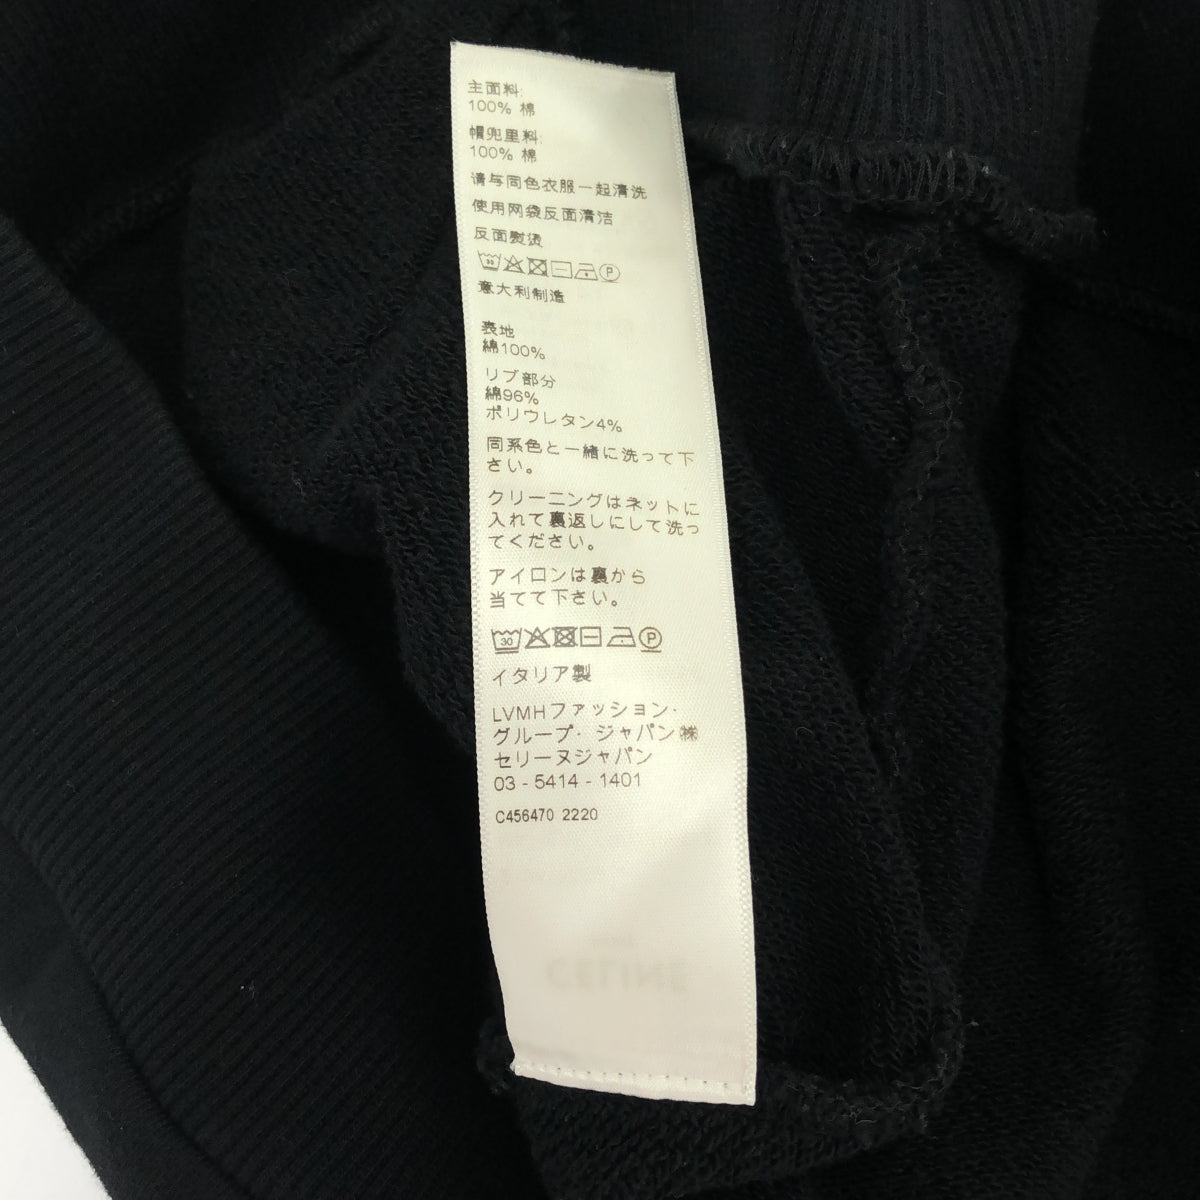 主面料:
100% 棉
帽兜里料:
100% 棉
请与同色衣服一起清洗
使用网袋反面清洁
反面熨烫
30 P
意大利制造
表地
綿100%
リブ部分
綿96%
ポリウレタン4%
同系色と一緒に洗って下
さい。
クリーニングはネットに
入れて裏返しにして洗っ
てください。
アイロンは裏から
当てて下さい。
30 P
イタリア製
LVMHファッション・
グループ・ジャパン㈱
セリーヌジャパン
03 - 5414 - 1401
C456470 2220
CELINE